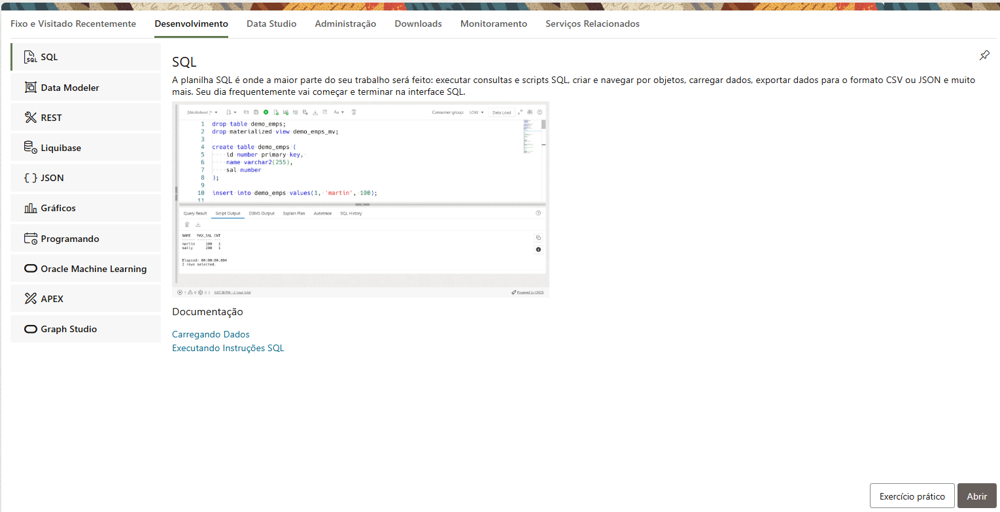 Fixo e Visitado Recentemente Desenvolvimento Data Studio Administração Downloads Monitoramento Serviços Relacionados
SQL
Data Modeler
REST
Liquibase
JSON
Gráficos
Programando
Oracle Machine Learning
APEX
Graph Studio
SQL
A planilha SQL é onde a maior parte do seu trabalho será feito: executar consultas e scripts SQL, criar e navegar por objetos, carregar dados, exportar dados para o formato CSV ou JSON e muito
mais. Seu dia frequentemente vai começar e terminar na interface SQL.
[Worksheet ]* Aa Consumer group: LOW Data Load
1 drop table demo_emps;
2 drop materialized view demo_emps_mv;
3
4 create table demo_emps (
5 id number primary key,
6 name varchar2(255),
7 sal number
8 );
9
10 insert into demo_emps values(1, 'martin', 100);
11
Query Result Script Output DBMS Output Explain Plan Autotrace SQL History
NAME MAX_SAL CNT
martin 100 1
sally 200 1
Elapsed: 00:00:00.004
2 rows selected.
1 0 0 | 6:07:38 PM - 2 rows total Powered by ORDS
Documentação
Carregando Dados
Executando Instruções SQL
Exercício prático Abrir